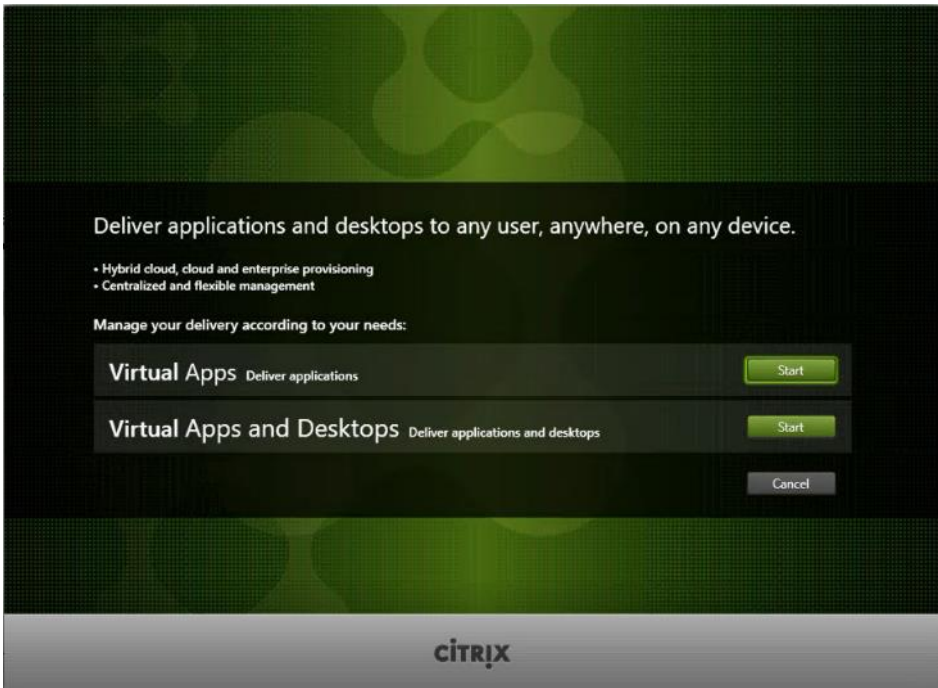 Deliver applications and desktops to any user, anywhere, on any device.
• Hybrid cloud, cloud and enterprise provisioning
• Centralized and flexible management
Manage your delivery according to your needs:
Virtual Apps Deliver applications Start
Virtual Apps and Desktops Deliver applications and desktops Start
Cancel
CİTRIX